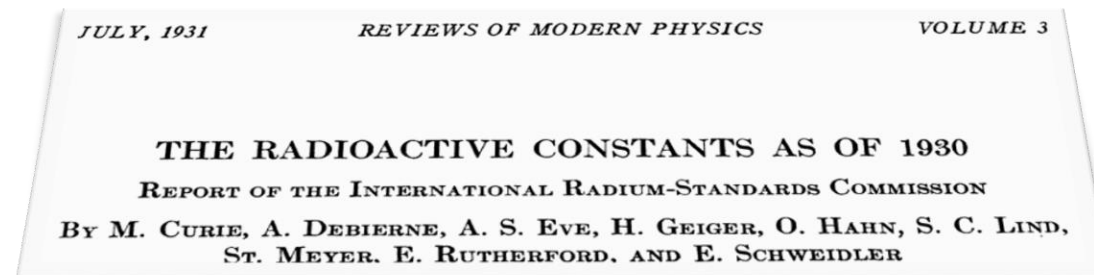 JULY, 1931 REVIEWS OF MODERN PHYSICS VOLUME 3
THE RADIOACTIVE CONSTANTS AS OF 1930
REPORT OF THE INTERNATIONAL RADIUM-STANDARDS COMMISSION
BY M. CURIE, A. DEBIERNE, A. S. EVE, H. GEIGER, O. HAHN, S. C. LIND,
ST. MEYER, E. RUTHERFORD, AND E. SCHWEIDLER